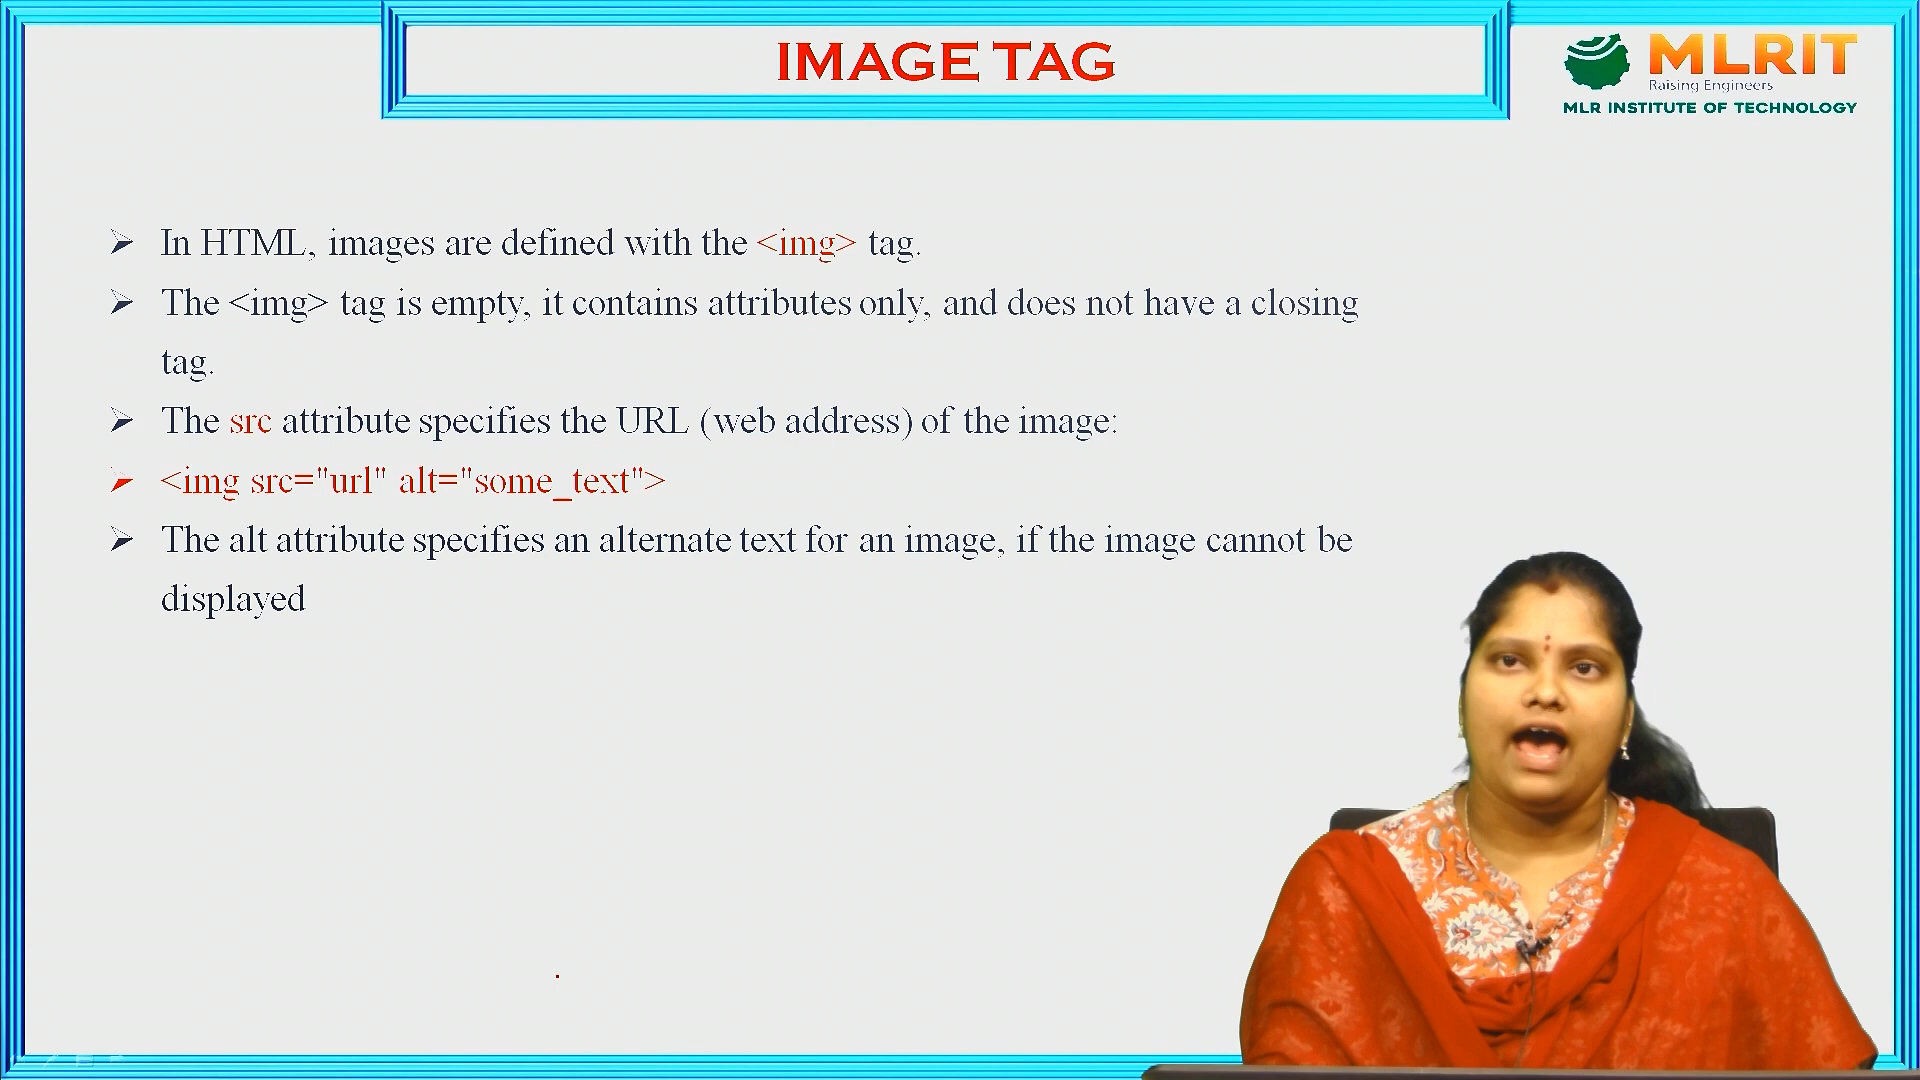 IMAGE TAG
MLRIT
Raising Engineers
MLR INSTITUTE OF TECHNOLOGY
In HTML, images are defined with the <img> tag.
The <img> tag is empty, it contains attributes only, and does not have a closing
tag.
The src attribute specifies the URL (web address) of the image:
<img src="url" alt="some_text">
The alt attribute specifies an alternate text for an image, if the image cannot be
displayed